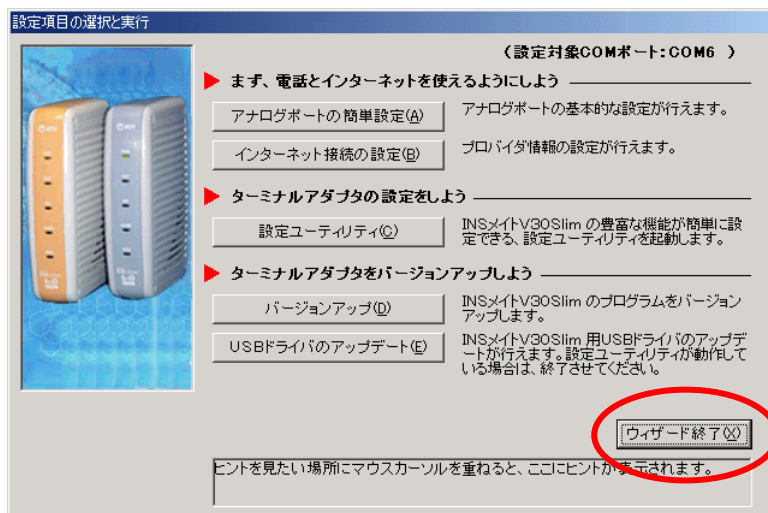 設定項目の選択と実行
(設定対象COMポート:COM6 )
まず、電話とインターネットを使えるようにしよう
アナログポートの簡単設定(A)
アナログポートの基本的な設定が行えます。
インターネット接続の設定(B)
プロバイダ情報の設定が行えます。
ターミナルアダプタの設定をしよう
設定ユーティリティ(C)
INSメイトV30Slim の豊富な機能が簡単に設
定できる、設定ユーティリティを起動します。
ターミナルアダプタをバージョンアップしよう
バージョンアップ(D)
INSメイトV30Slim のプログラムをバージョン
アップします。
USBドライバのアップデート(E)
INSメイトV30Slim 用USBドライバのアップデ
ートが行えます。設定ユーティリティが動作して
いる場合は、終了させてください。
ウィザード終了(X)
ヒントを見たい場所にマウスカーソルを重ねると、ここにヒントが表示されます。